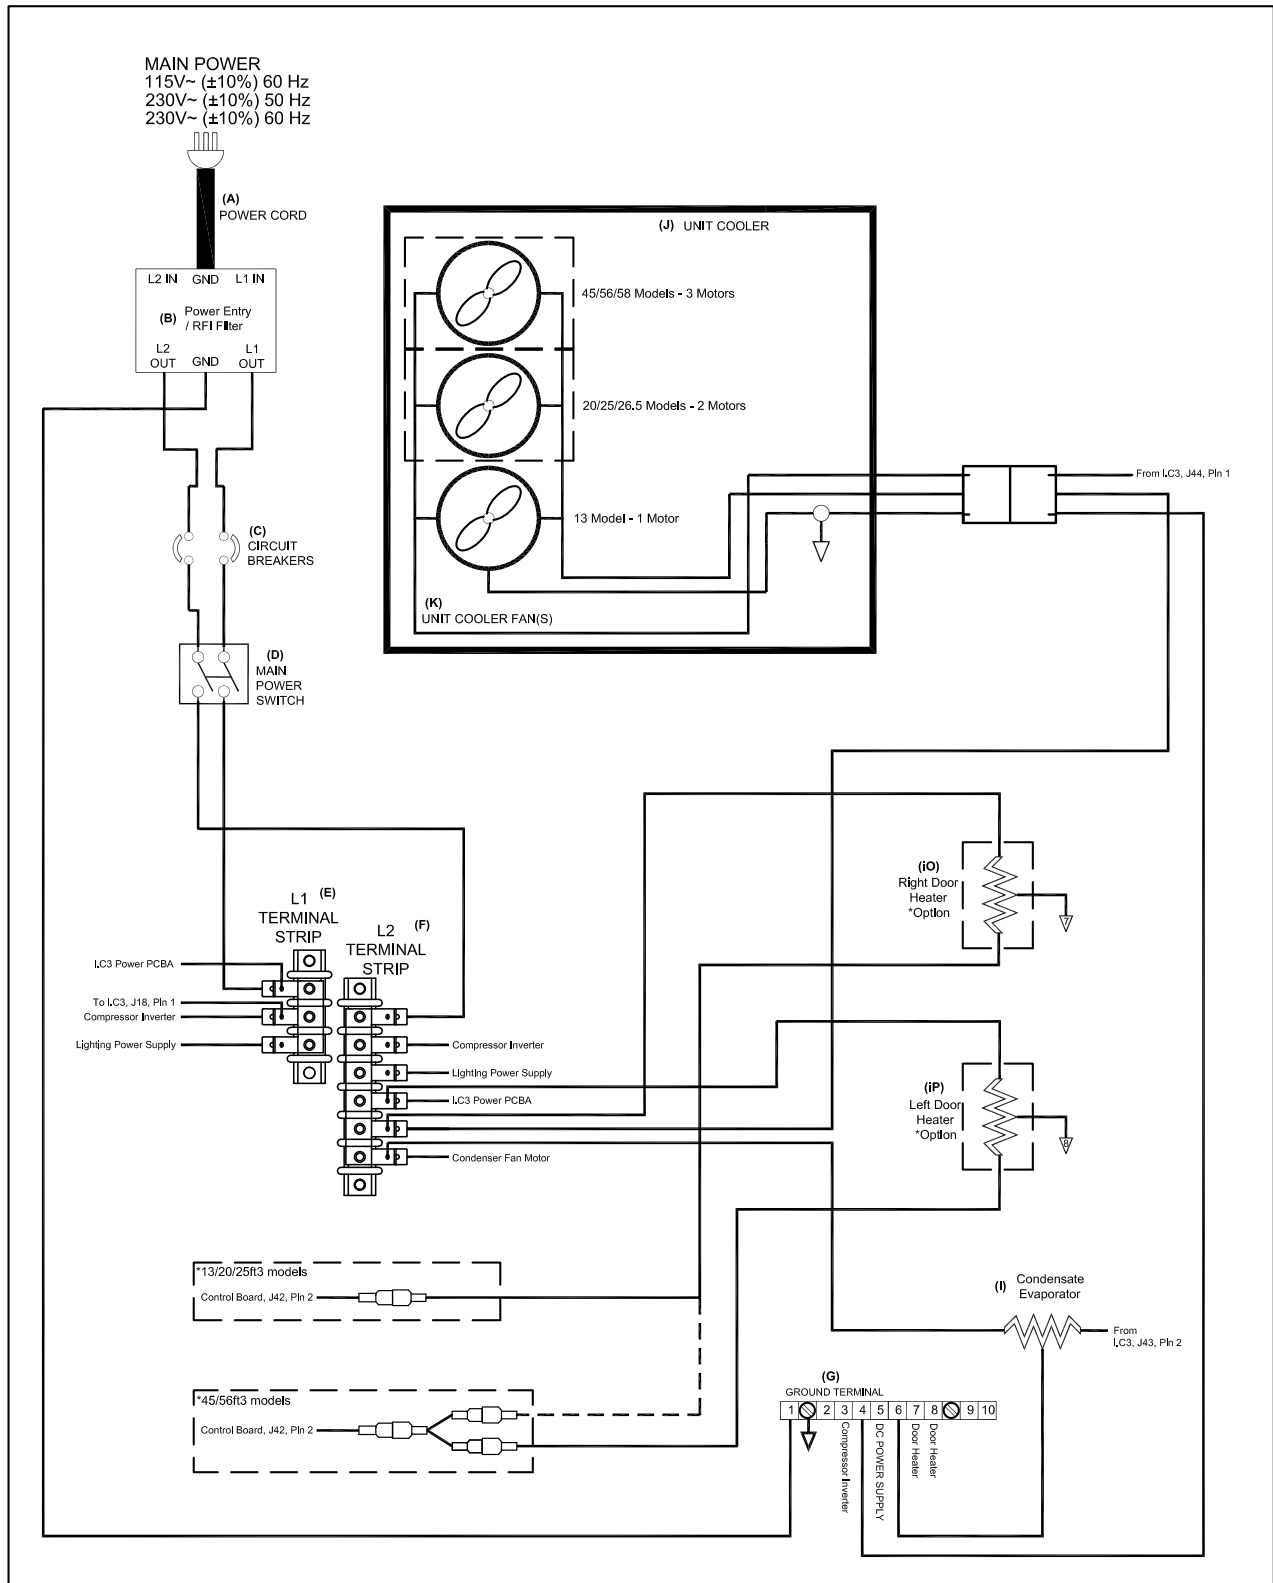 MAIN POWER
115V~ (±10%) 60 Hz
230V~ (±10%) 50 Hz
230V~ (±10%) 60 Hz
(A)
POWER CORD
L2 IN GND L1 IN
(B) Power Entry
/ RFI Filter
L2
OUT
GND
L1
OUT
(C)
CIRCUIT
BREAKERS
(D)
MAIN
POWER
SWITCH
(J) UNIT COOLER
45/56/58 Models - 3 Motors
20/25/26.5 Models - 2 Motors
13 Model - 1 Motor
(K)
UNIT COOLER FAN(S)
From I.C3, J44, Pin 1
(iO)
Right Door
Heater
*Option
7
L1 (E)
TERMINAL
STRIP
L2 (F)
TERMINAL
STRIP
I.C3 Power PCBA
To I.C3, J18, Pin 1
Compressor Inverter
Lighting Power Supply
Compressor Inverter
Lighting Power Supply
I.C3 Power PCBA
Condenser Fan Motor
(iP)
Left Door
Heater
*Option
8
*13/20/25ft3 models
Control Board, J42, Pin 2
(I) Condensate
Evaporator
From
I.C3, J43, Pin 2
*45/56ft3 models
Control Board, J42, Pin 2
(G)
GROUND TERMINAL
1 2 3 4 5 6 7 8 9 10
Compressor Inverter
DC POWER SUPPLY
Door Heater
Door Heater